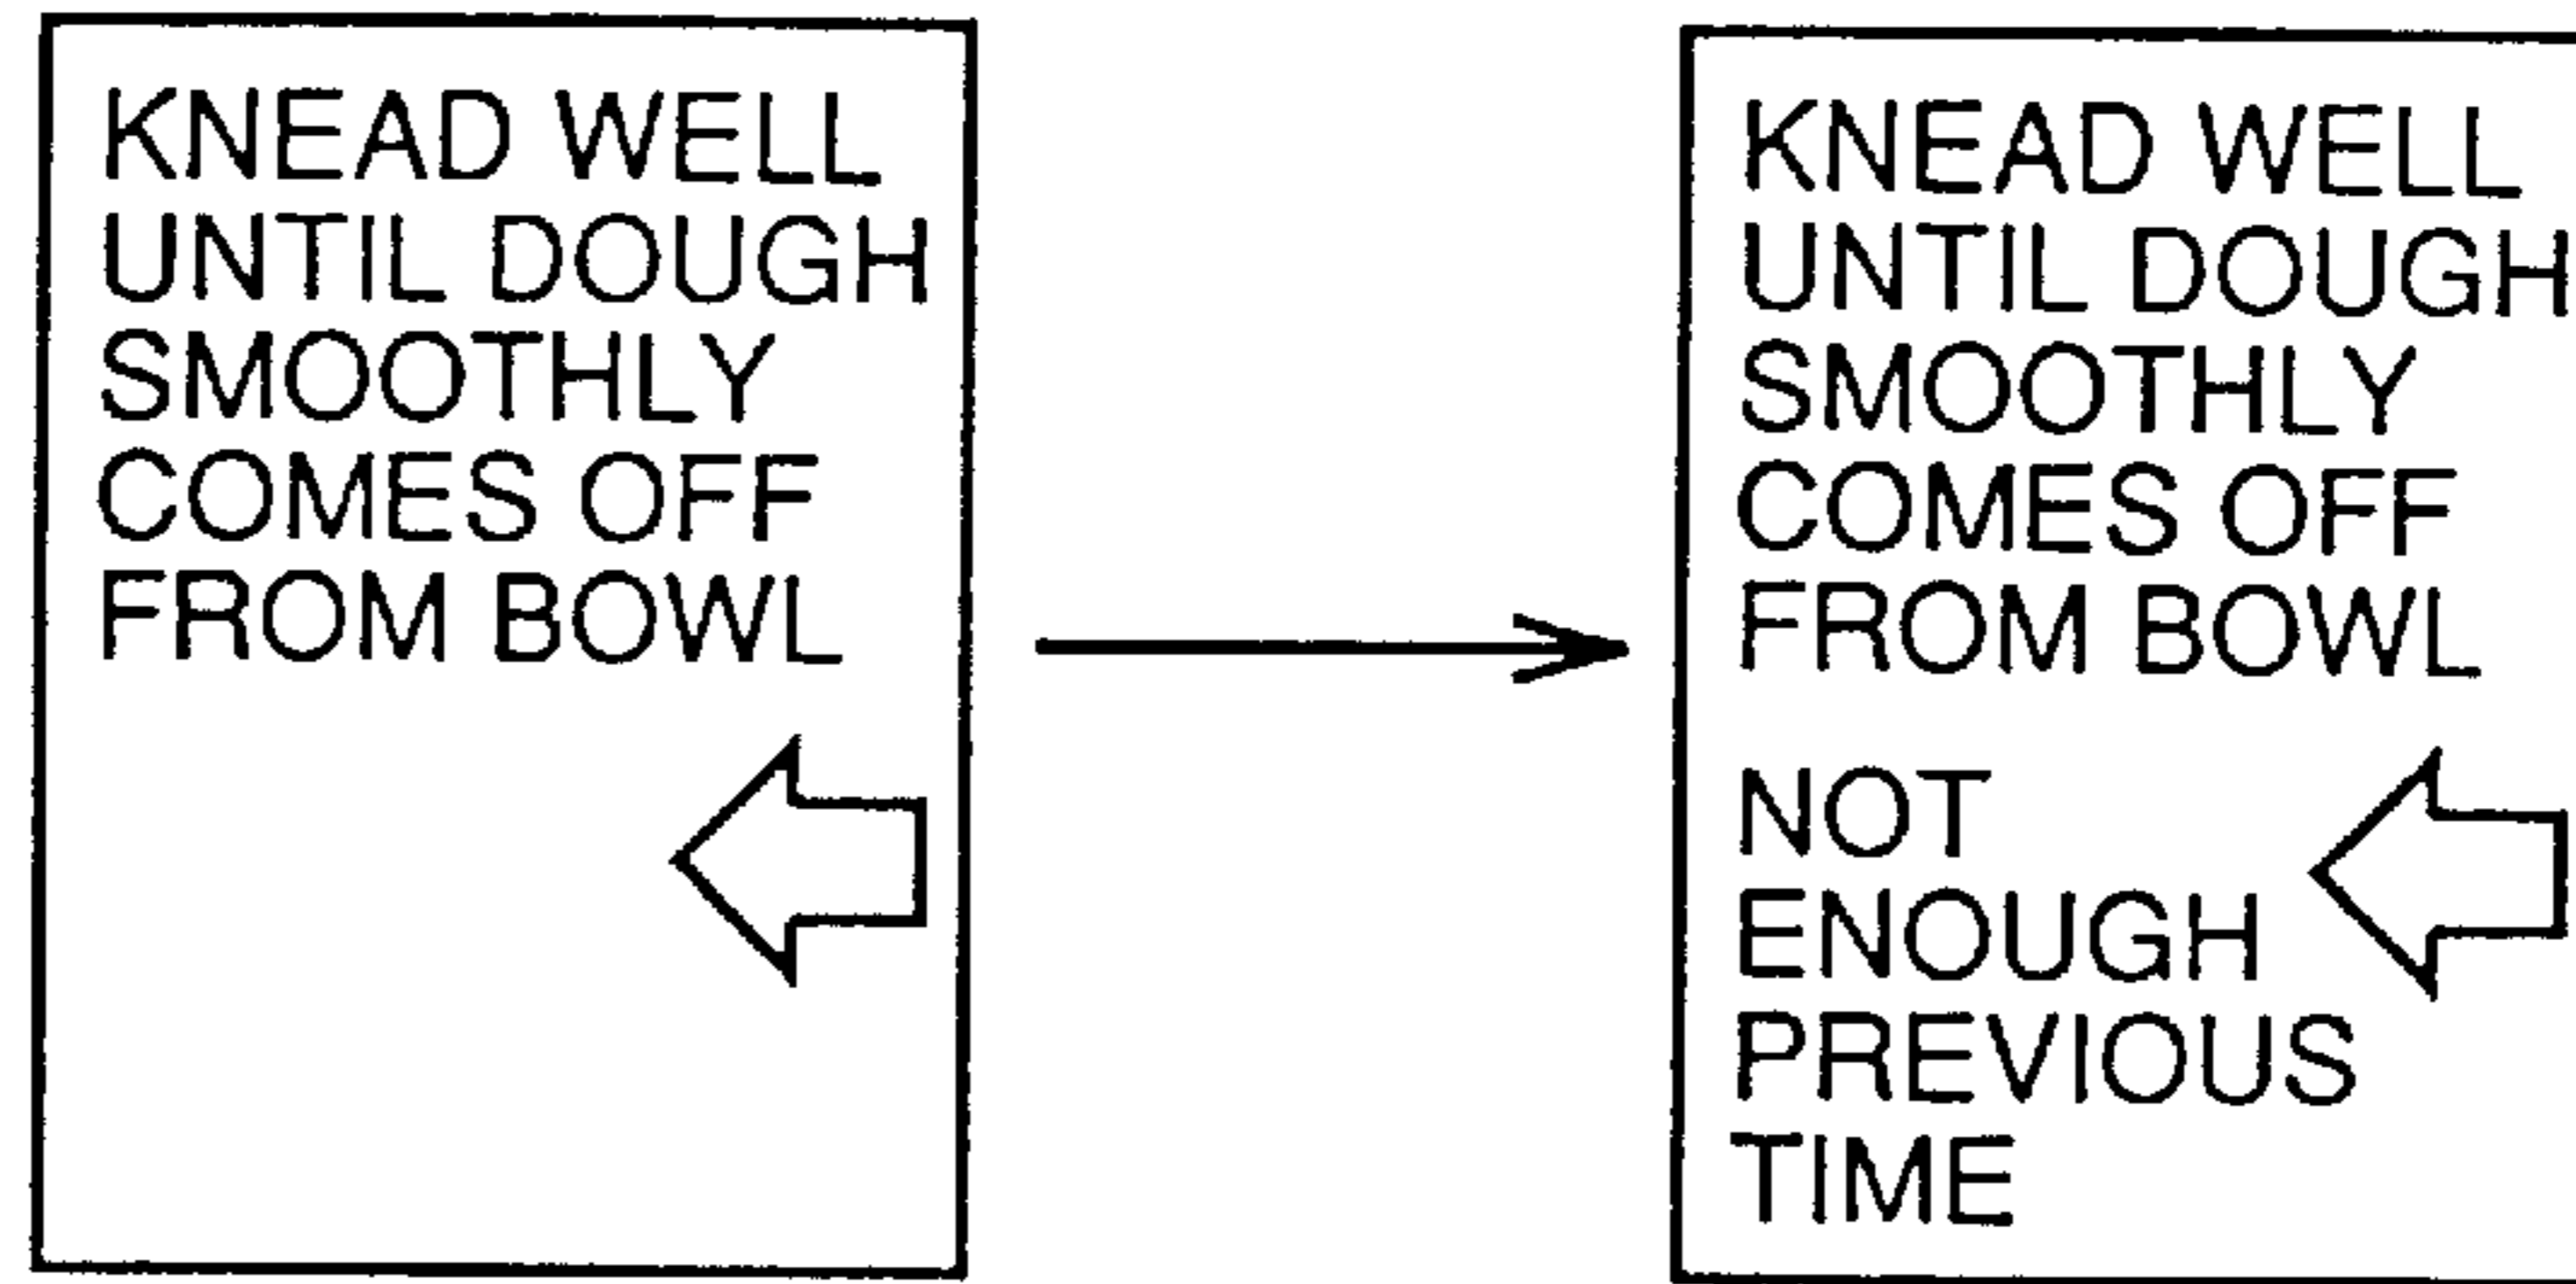 KNEAD WELL
UNTIL DOUGH
SMOOTHLY
COMES OFF
FROM BOWL
KNEAD WELL
UNTIL DOUGH
SMOOTHLY
COMES OFF
FROM BOWL
NOT
ENOUGH
PREVIOUS
TIME